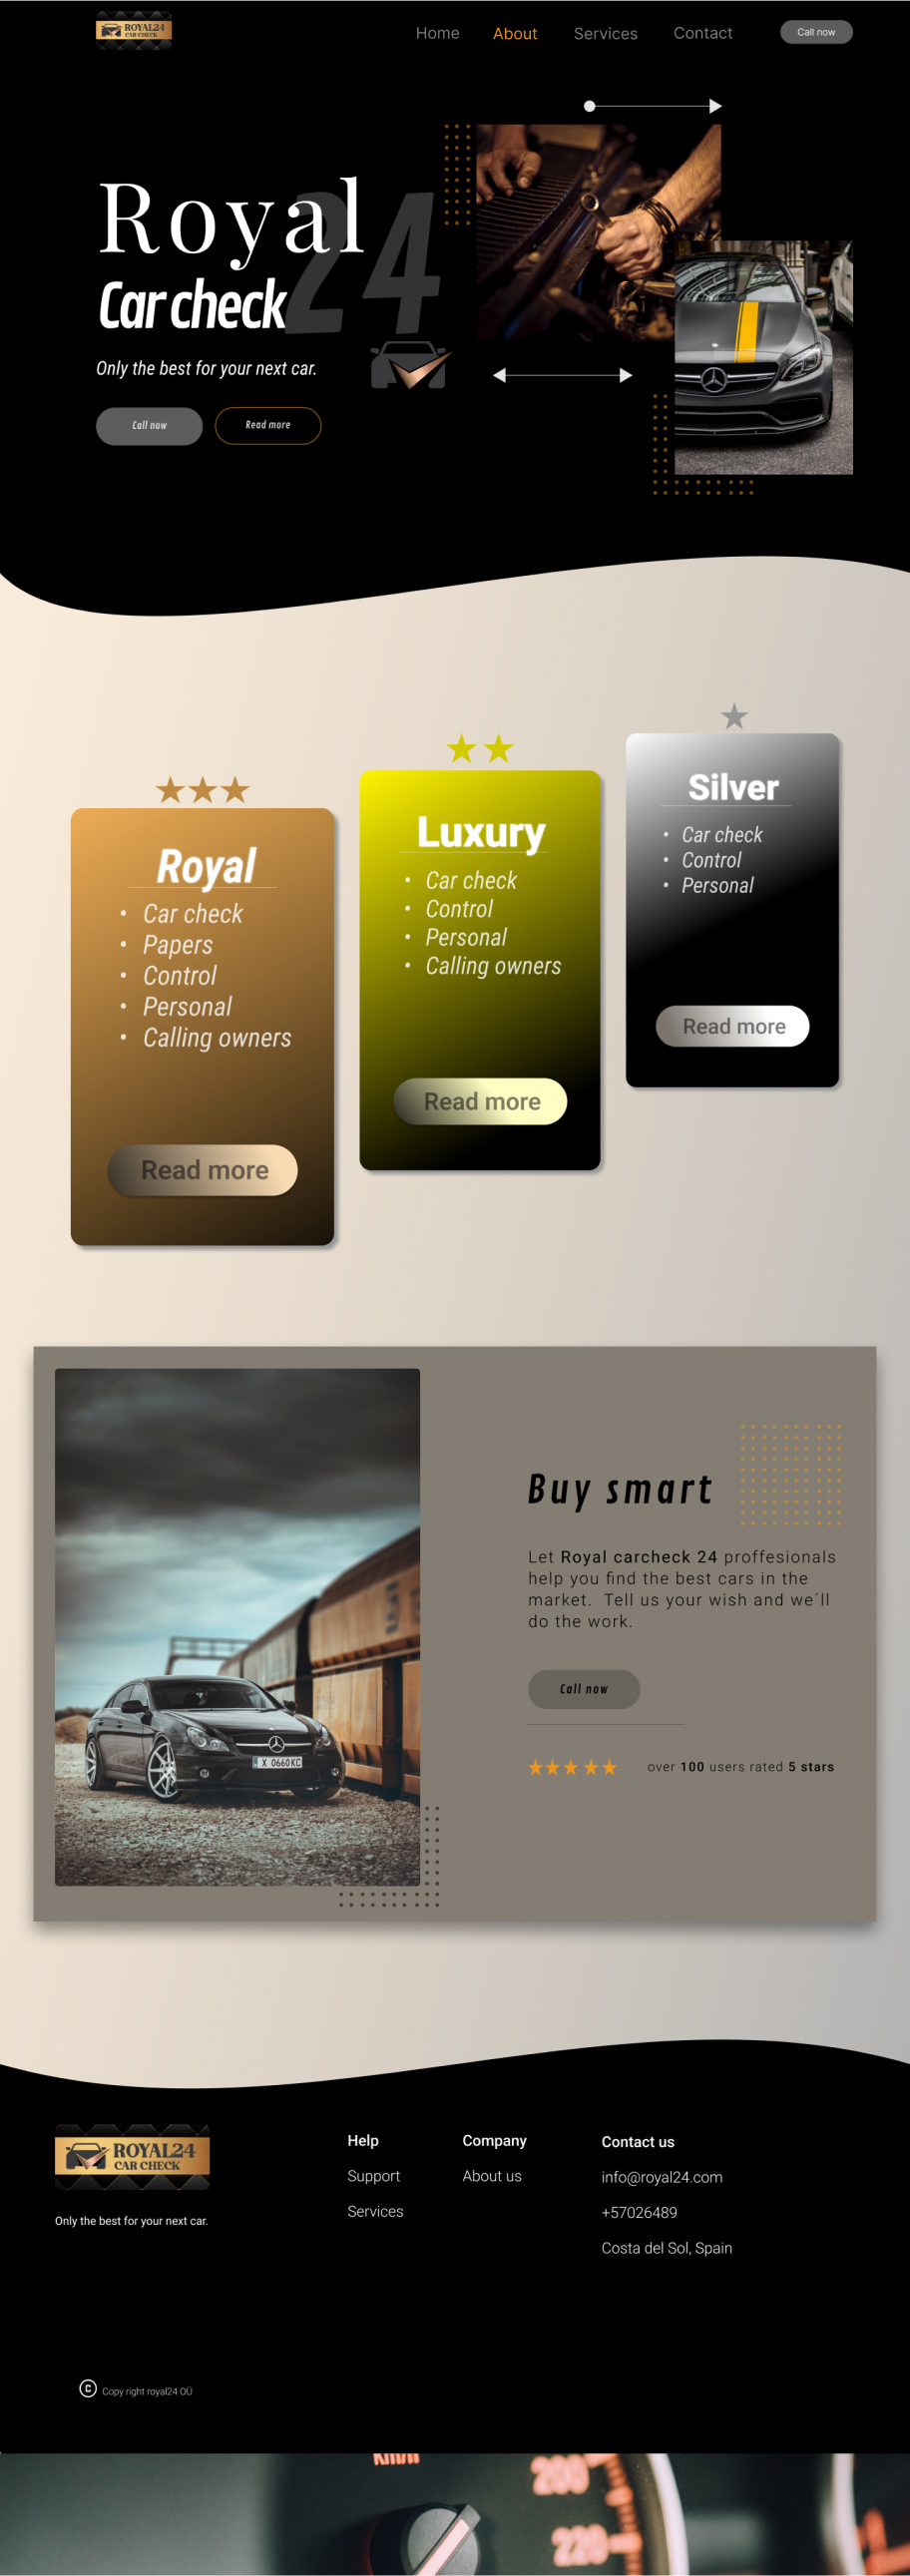 ROYAL24
CAR CHECK
Home
About
Services
Contact
Call now
Royal
24
Car check
Only the best for your next car.
Call now
Read more
Royal
• Car check
• Papers
• Control
• Personal
• Calling owners
Read more
Luxury
• Car check
• Control
• Personal
• Calling owners
Read more
Silver
• Car check
• Control
• Personal
Read more
X 0660KC
Buy smart
Let Royal carcheck 24 proffesionals
help you find the best cars in the
market. Tell us your wish and we´ll
do the work.
Call now
over 100 users rated 5 stars
ROYAL24
CAR CHECK
Only the best for your next car.
Help
Support
Services
Company
About us
Contact us
info@royal24.com
+57026489
Costa del Sol, Spain
© Copy right royal24 OÜ
km/h
200
220